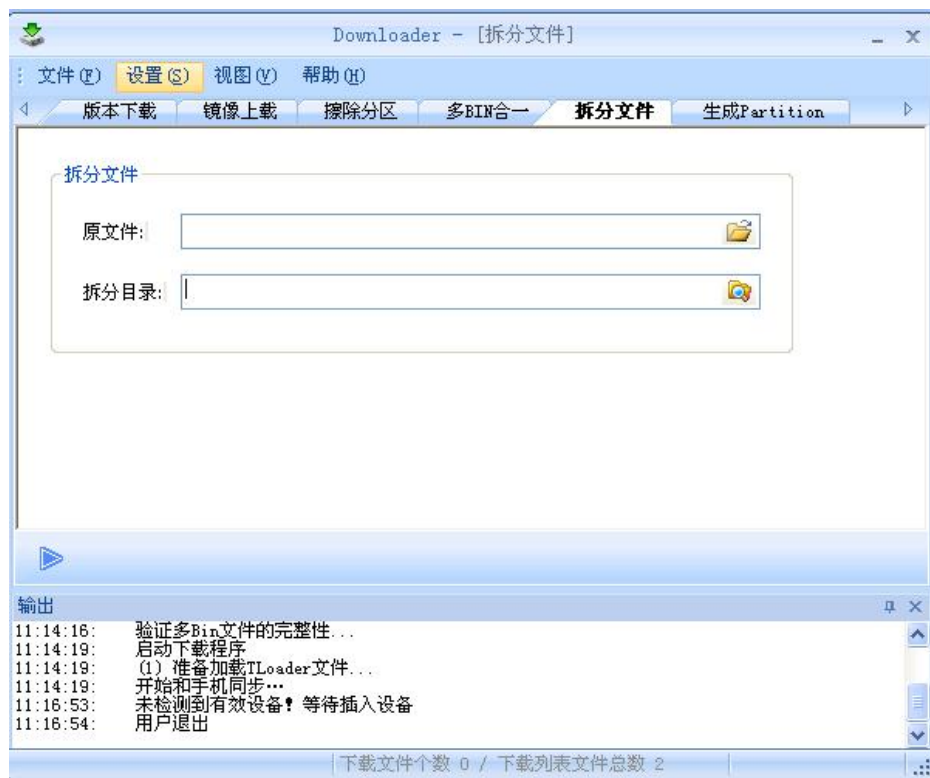 Downloader - [拆分文件]
文件(F) 设置(S) 视图(V) 帮助(H)
版本下载 镜像上载 擦除分区 多BIN合一 拆分文件 生成Partition
拆分文件
原文件:
拆分目录:
输出
11:14:16: 验证多Bin文件的完整性...
11:14:19: 启动下载程序
11:14:19: (1) 准备加载TLoader文件...
11:14:19: 开始和手机同步…
11:16:53: 未检测到有效设备! 等待插入设备
11:16:54: 用户退出
下载文件个数 0 / 下载列表文件总数 2